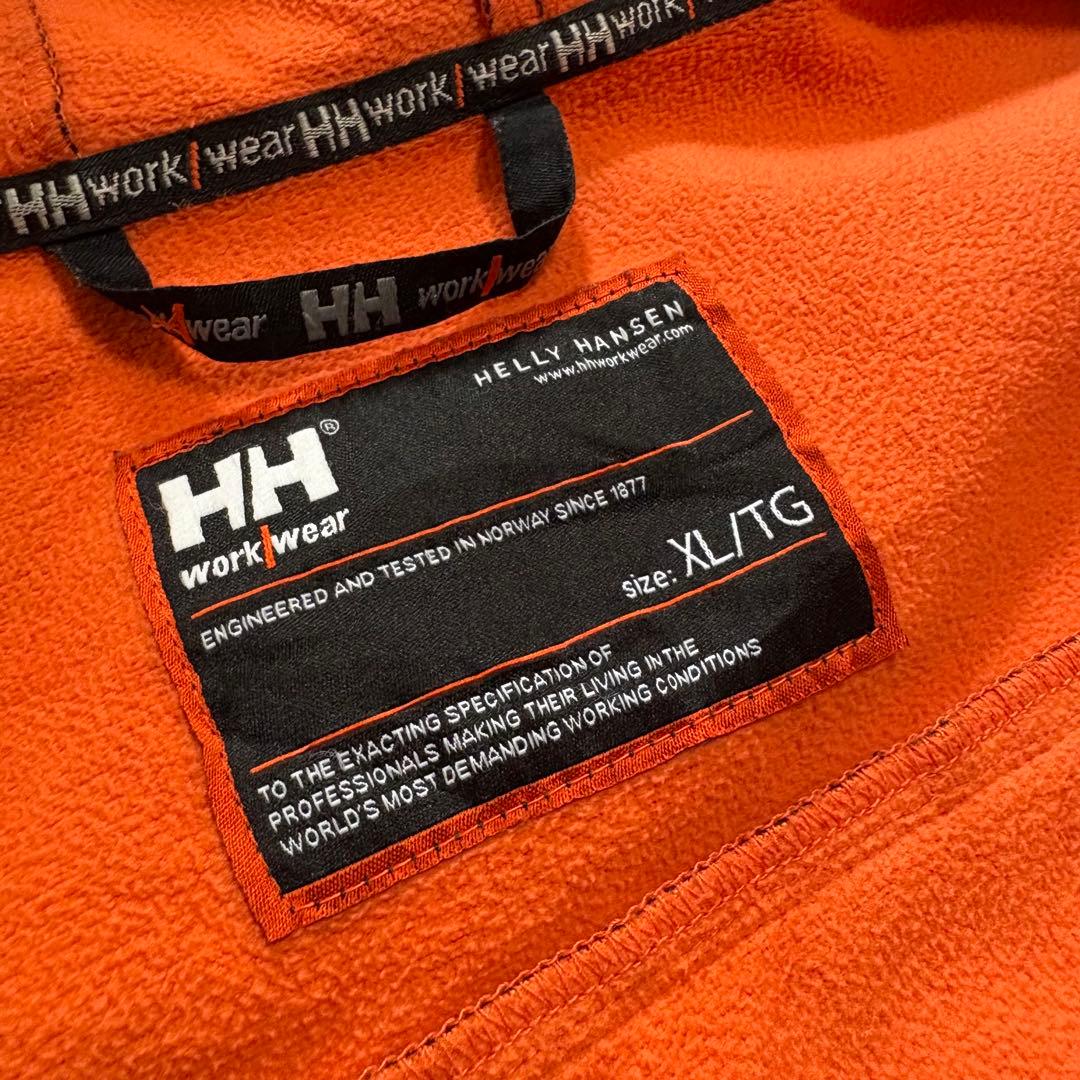 HH work/wear HH work/wear HH work
work/wear HH work/wear
HELLY HANSEN
www.hhworkwear.com
HH®
work/wear
ENGINEERED AND TESTED IN NORWAY SINCE 1877
size: XL/TG
TO THE EXACTING SPECIFICATION OF
PROFESSIONALS MAKING THEIR LIVING IN THE
WORLD'S MOST DEMANDING WORKING CONDITIONS